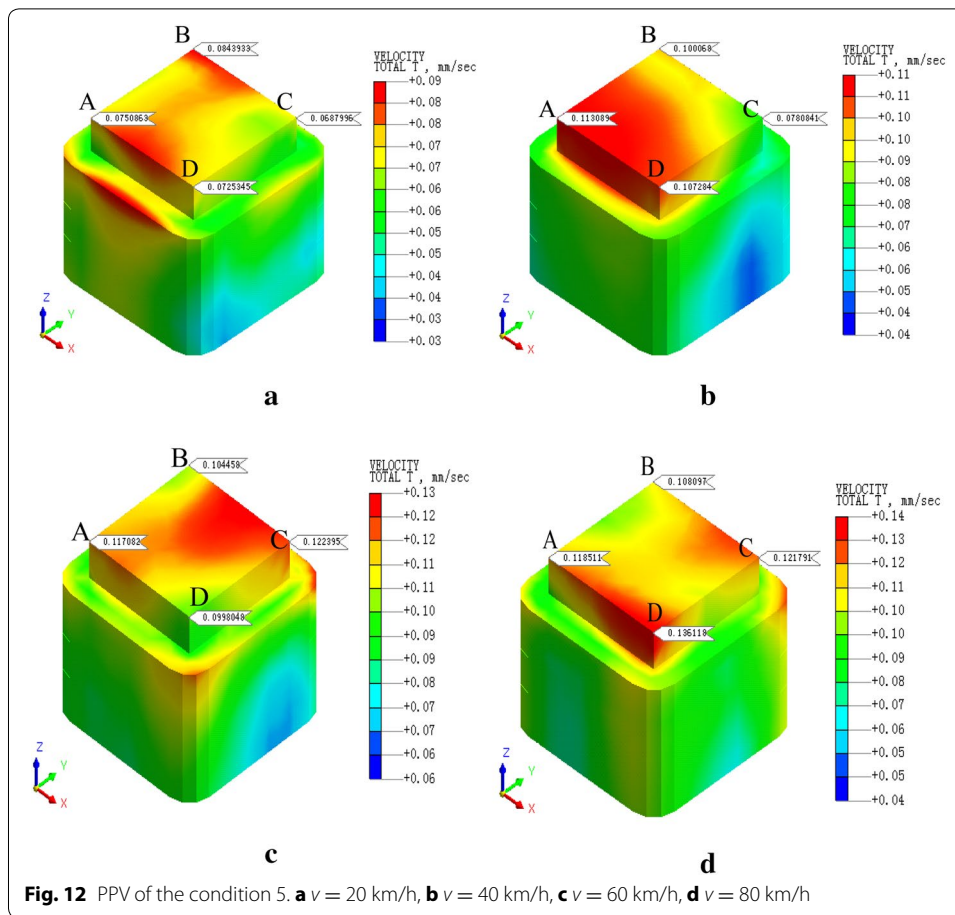 B
0.0843933
VELOCITY
TOTAL T , mm/sec
A
0.0750863
C
0.0687996
D
0.0725345
+0.09
+0.08
+0.08
+0.07
+0.07
+0.06
+0.06
+0.05
+0.05
+0.04
+0.04
+0.03
+0.03
Z
Y
X
a
B
0.100068
VELOCITY
TOTAL T , mm/sec
A
0.113089
C
0.0780841
D
0.107284
+0.11
+0.11
+0.10
+0.10
+0.09
+0.08
+0.08
+0.07
+0.06
+0.06
+0.05
+0.04
+0.04
Z
Y
X
b
B
0.104458
VELOCITY
TOTAL T , mm/sec
A
0.117082
C
0.122395
D
0.0998048
+0.13
+0.12
+0.12
+0.11
+0.11
+0.10
+0.09
+0.09
+0.08
+0.08
+0.07
+0.06
+0.06
Z
Y
X
c
B
0.108097
VELOCITY
TOTAL T , mm/sec
A
0.118511
C
0.121791
D
0.136118
+0.14
+0.13
+0.12
+0.12
+0.11
+0.10
+0.09
+0.08
+0.08
+0.07
+0.06
+0.05
+0.04
Z
Y
X
d
Fig. 12 PPV of the condition 5. a v = 20 km/h, b v = 40 km/h, c v = 60 km/h, d v = 80 km/h